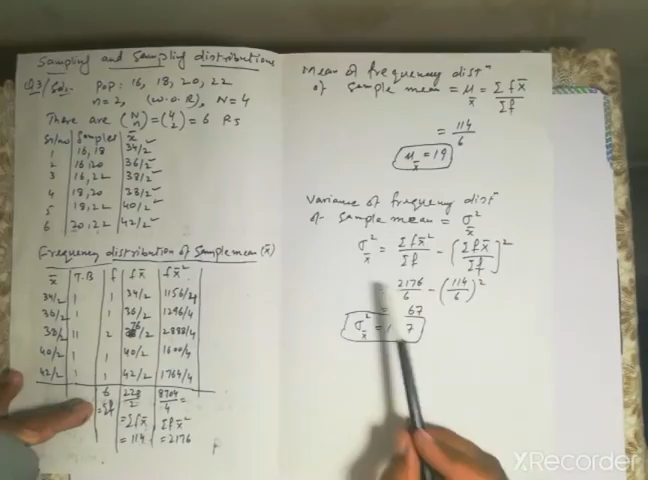 Sampling and Sampling distributions
Q3/Sol:. Pop: 16, 18, 20, 22
n=2, (w.o.R), N=4
There are (N n) = (4 2) = 6 R.S
Sr/no Samples x̄
1 16,18 34/2
2 16,20 36/2
3 16,22 38/2
4 18,20 38/2
5 18,22 40/2
6 20,22 42/2
Frequency distribution of Sample mean (x̄)
x̄ T.B f fx̄ fx̄²
34/2 1 1 34/2 1156/4
36/2 1 1 36/2 1296/4
38/2 11 2 76/2 2888/4
40/2 1 1 40/2 1600/4
42/2 1 1 42/2 1764/4
6 228/2 8704/4 =
=Σf =Σfx̄ Σfx̄²
=114 =2176
Mean of frequency distⁿ
of sample mean = μx̄ = Σfx̄/Σf
= 114/6
μx̄ = 19
Variance of frequency distⁿ
of sample mean = σ²x̄
σ²x̄ = Σfx̄²/Σf - (Σfx̄/Σf)²
2176/6 - (114/6)²
σ²x̄ = 1 67
7
XRecorder